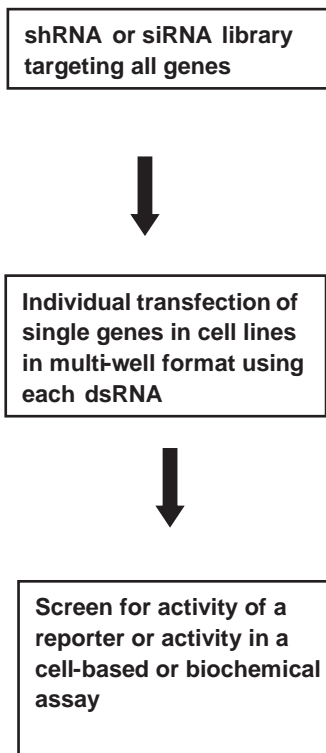 shRNA or siRNA library
targeting all genes
Individual transfection of
single genes in cell lines
in multi-well format using
each dsRNA
Screen for activity of a
reporter or activity in a
cell-based or biochemical
assay